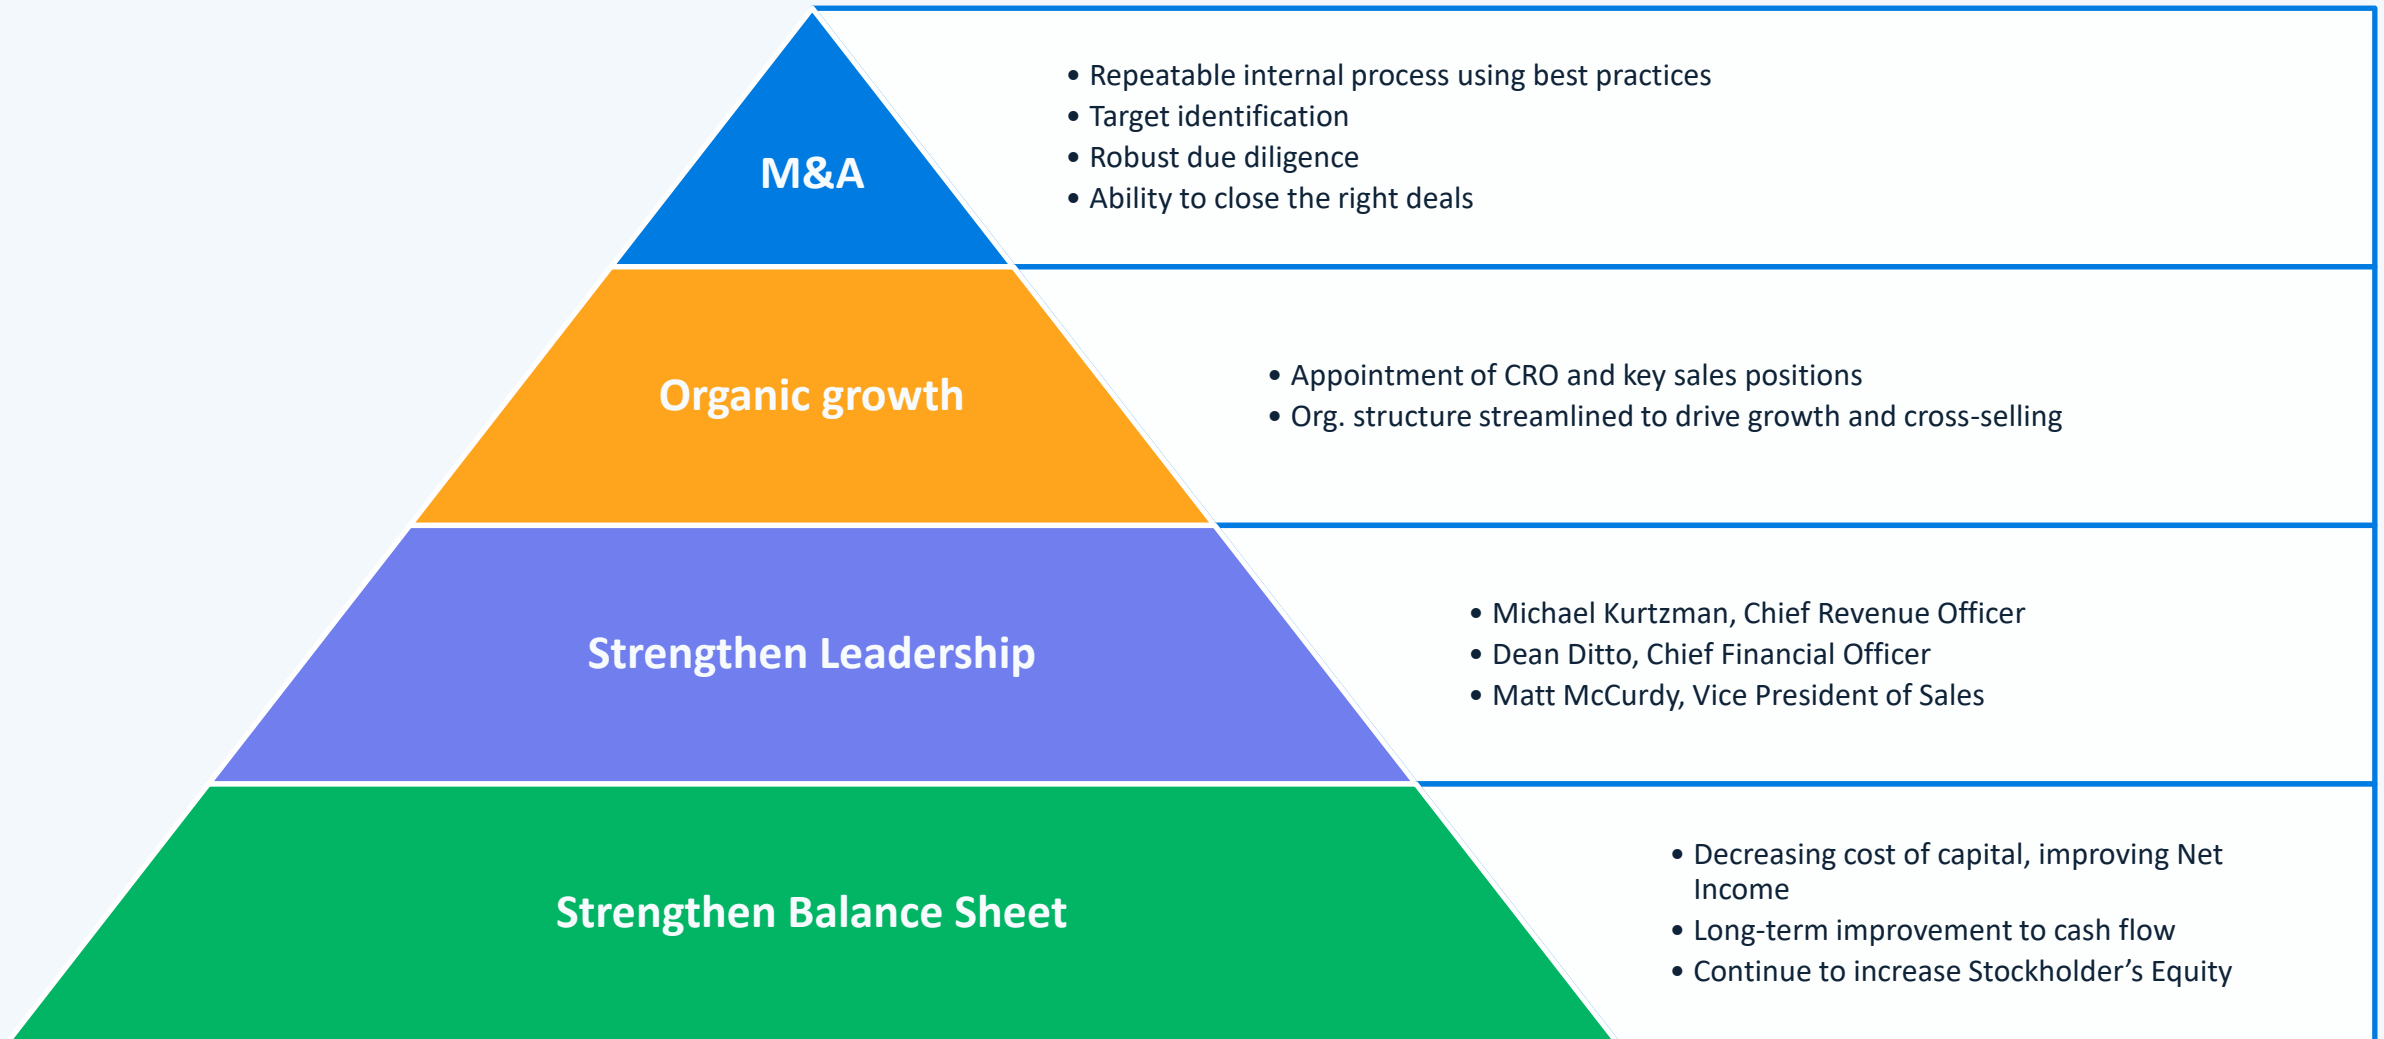 M&A
• Repeatable internal process using best practices
• Target identification
• Robust due diligence
• Ability to close the right deals
Organic growth
• Appointment of CRO and key sales positions
• Org. structure streamlined to drive growth and cross-selling
Strengthen Leadership
• Michael Kurtzman, Chief Revenue Officer
• Dean Ditto, Chief Financial Officer
• Matt McCurdy, Vice President of Sales
Strengthen Balance Sheet
• Decreasing cost of capital, improving Net
Income
• Long-term improvement to cash flow
• Continue to increase Stockholder’s Equity